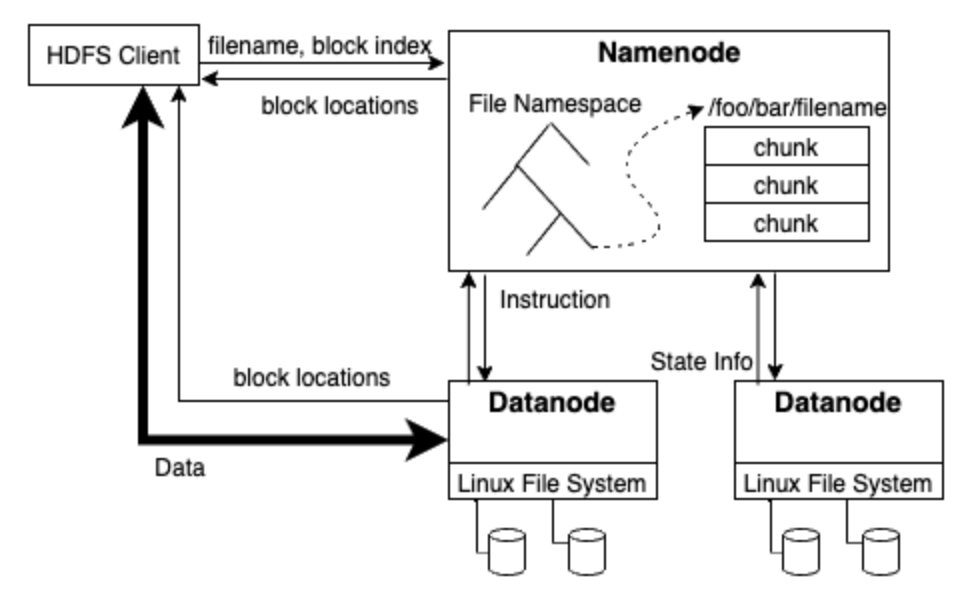 HDFS Client
filename, block index
block locations
Namenode
File Namespace
/foo/bar/filename
chunk
chunk
chunk
Instruction
State Info
block locations
Data
Datanode
Linux File System
Datanode
Linux File System